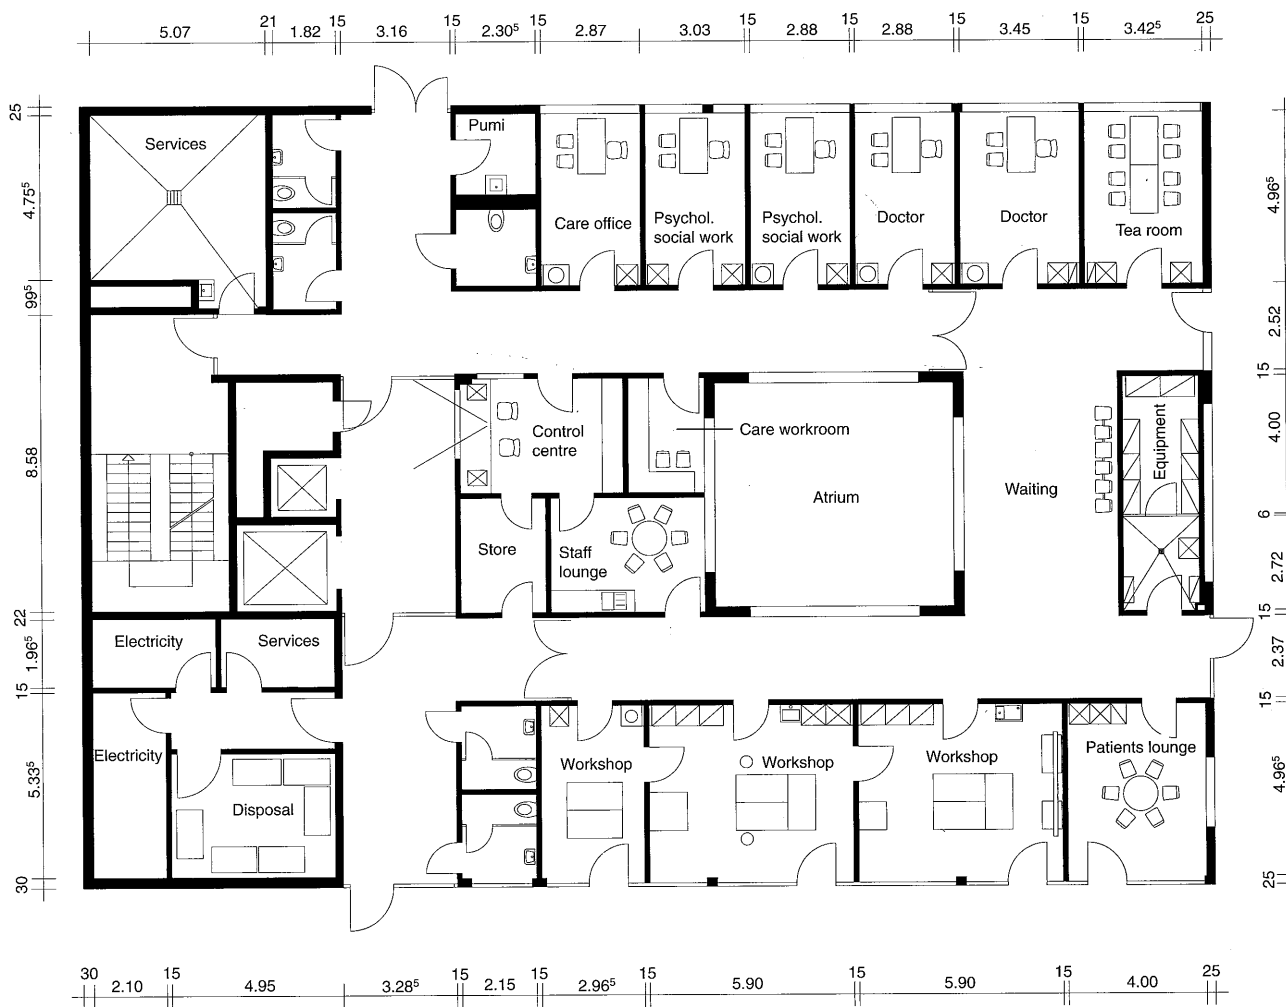 21 15 15 15 15 15 15 25
5.07 1.82 3.16 2.30⁵ 2.87 3.03 2.88 2.88 3.45 3.42⁵
25
4.75⁵
99⁵
8.58
22
1.96⁵
15
5.33⁵
30
Services
Pumi
Care office
Psychol.
social work
Psychol.
social work
Doctor
Doctor
Tea room
Control
centre
Care workroom
Atrium
Waiting
Equipment
Store
Staff
lounge
Electricity
Services
Electricity
Disposal
Workshop
Workshop
Workshop
Patients lounge
4.96⁵
2.52
15
4.00
6
2.72
15
2.37
15
4.96⁵
25
30 15 15 15 15 15 15 25
2.10 4.95 3.28⁵ 2.15 2.96⁵ 5.90 5.90 4.00